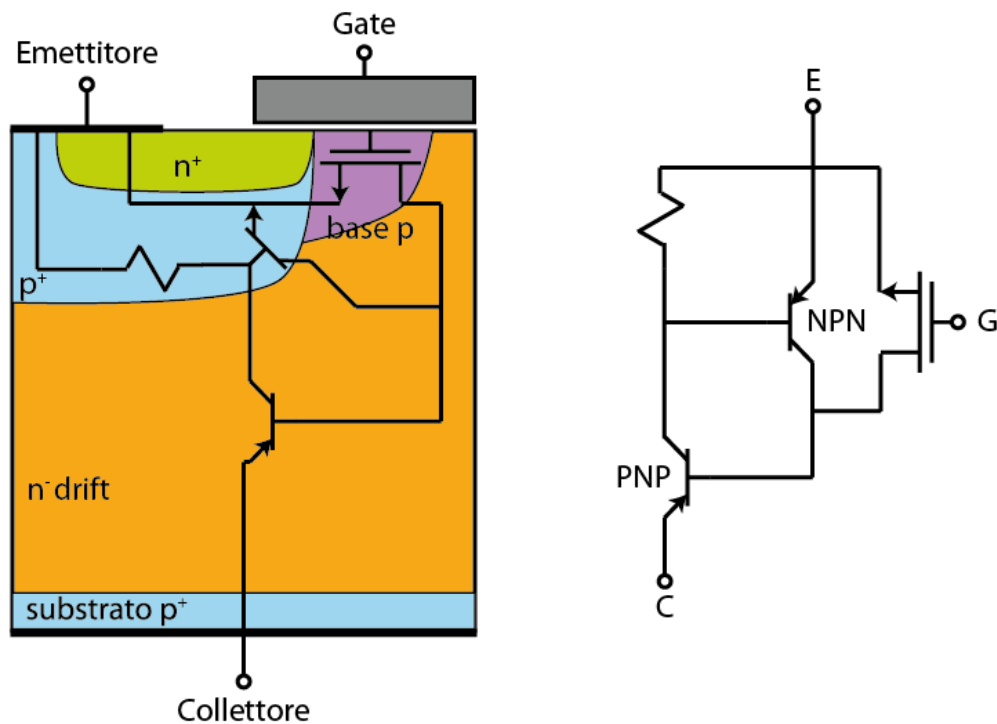 Gate
Emettitore
n+
base p
p+
n- drift
substrato p+
Collettore
E
NPN
G
PNP
C